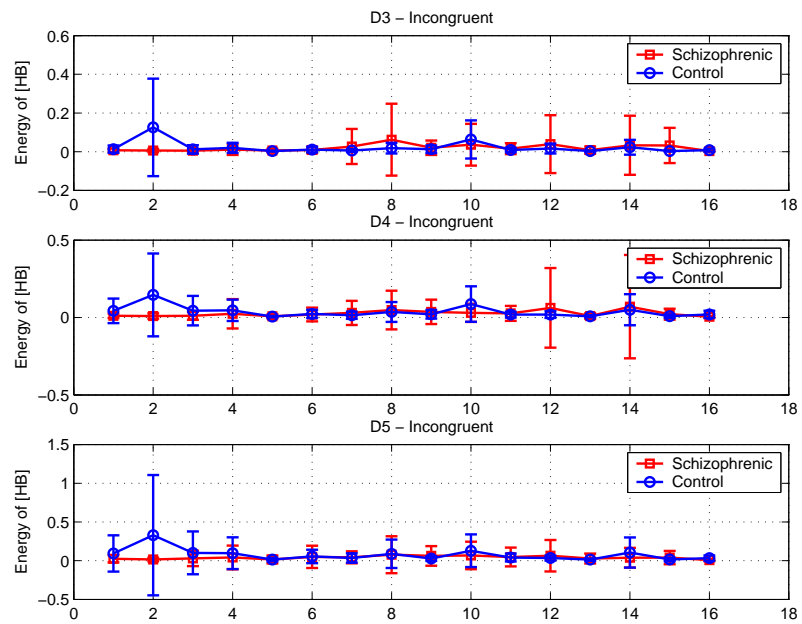 D3 − Incongruent
Energy of [HB]
0.6
0.4
0.2
0
−0.2
0 2 4 6 8 10 12 14 16 18
Schizophrenic
Control
D4 − Incongruent
Energy of [HB]
0.5
0
−0.5
0 2 4 6 8 10 12 14 16 18
Schizophrenic
Control
D5 − Incongruent
Energy of [HB]
1.5
1
0.5
0
−0.5
0 2 4 6 8 10 12 14 16 18
Schizophrenic
Control